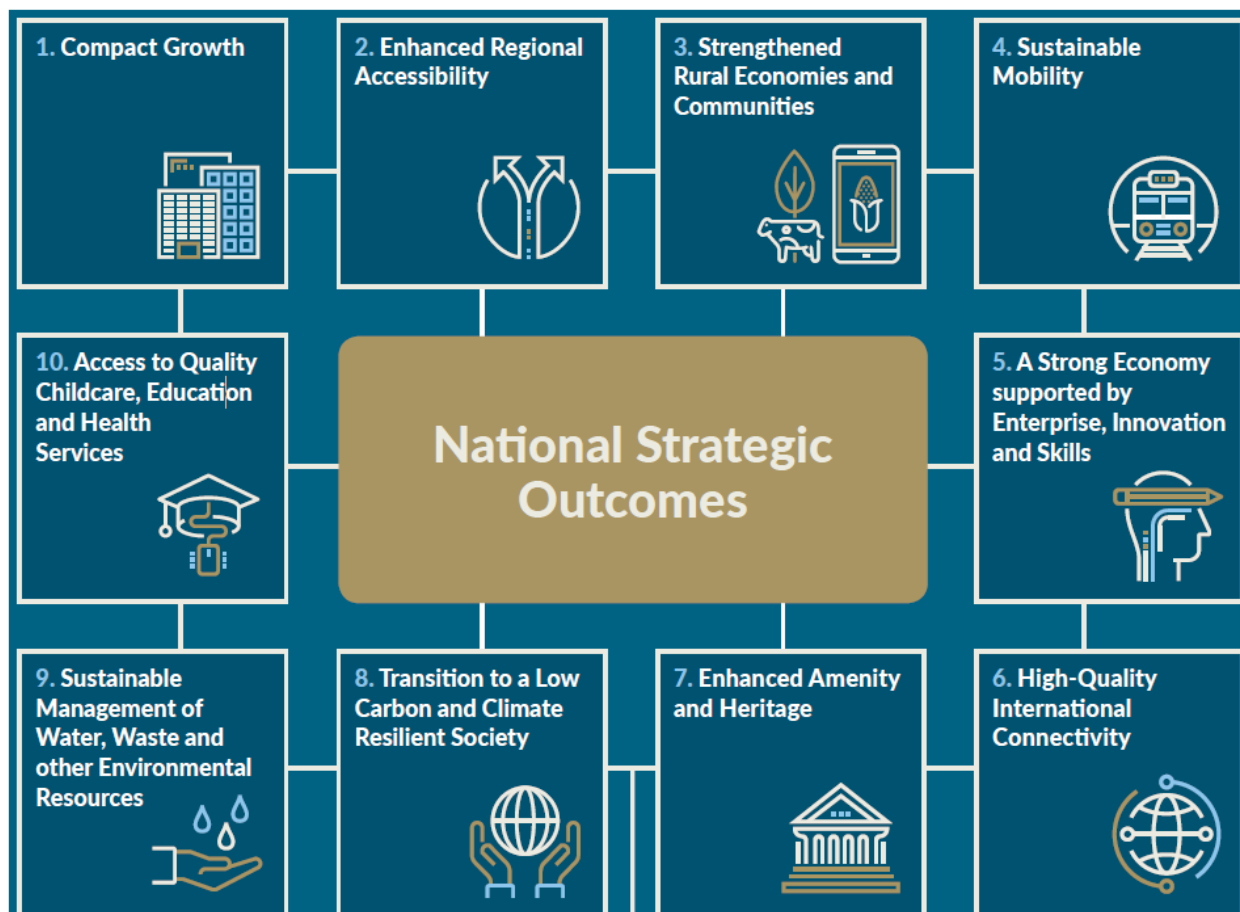 1. Compact Growth
2. Enhanced Regional
Accessibility
3. Strengthened
Rural Economies and
Communities
4. Sustainable
Mobility
10. Access to Quality
Childcare, Education
and Health
Services
National Strategic
Outcomes
5. A Strong Economy
supported by
Enterprise, Innovation
and Skills
9. Sustainable
Management of
Water, Waste and
other Environmental
Resources
8. Transition to a Low
Carbon and Climate
Resilient Society
7. Enhanced Amenity
and Heritage
6. High-Quality
International
Connectivity